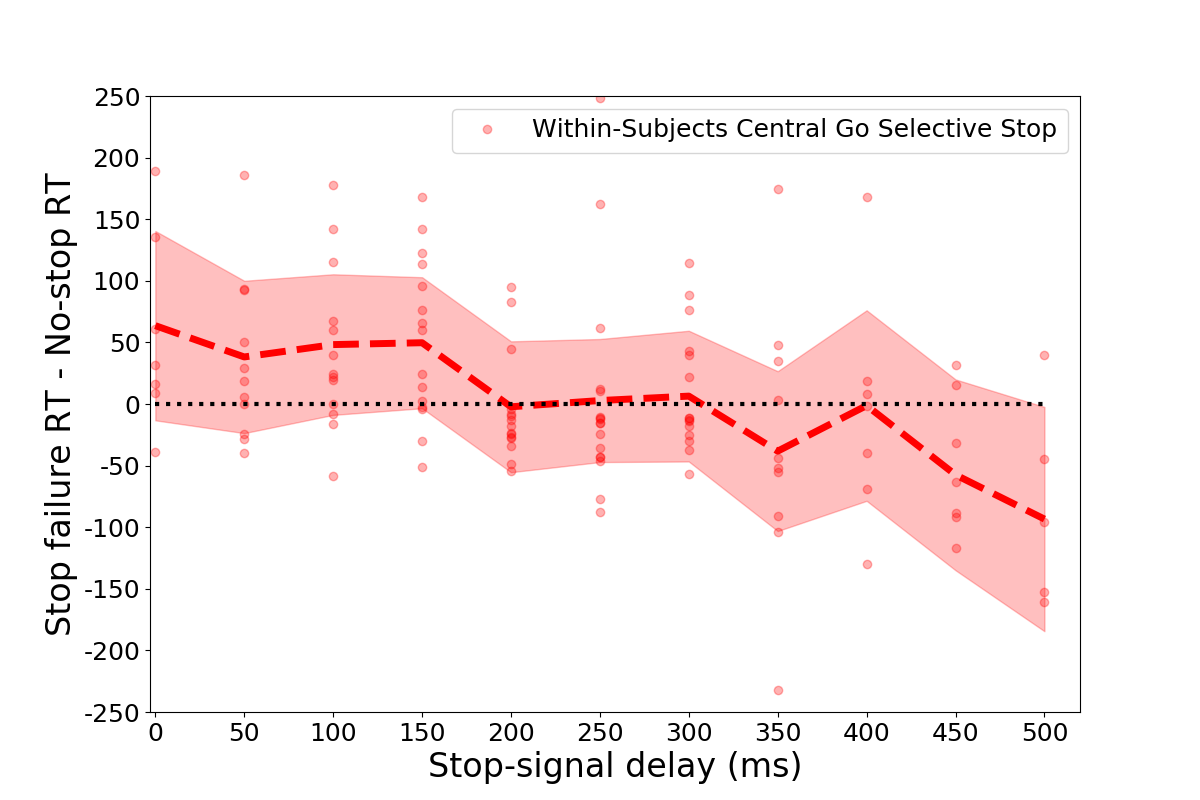 Within-Subjects Central Go Selective Stop
Stop failure RT - No-stop RT
250
200
150
100
50
0
-50
-100
-150
-200
-250
0 50 100 150 200 250 300 350 400 450 500
Stop-signal delay (ms)